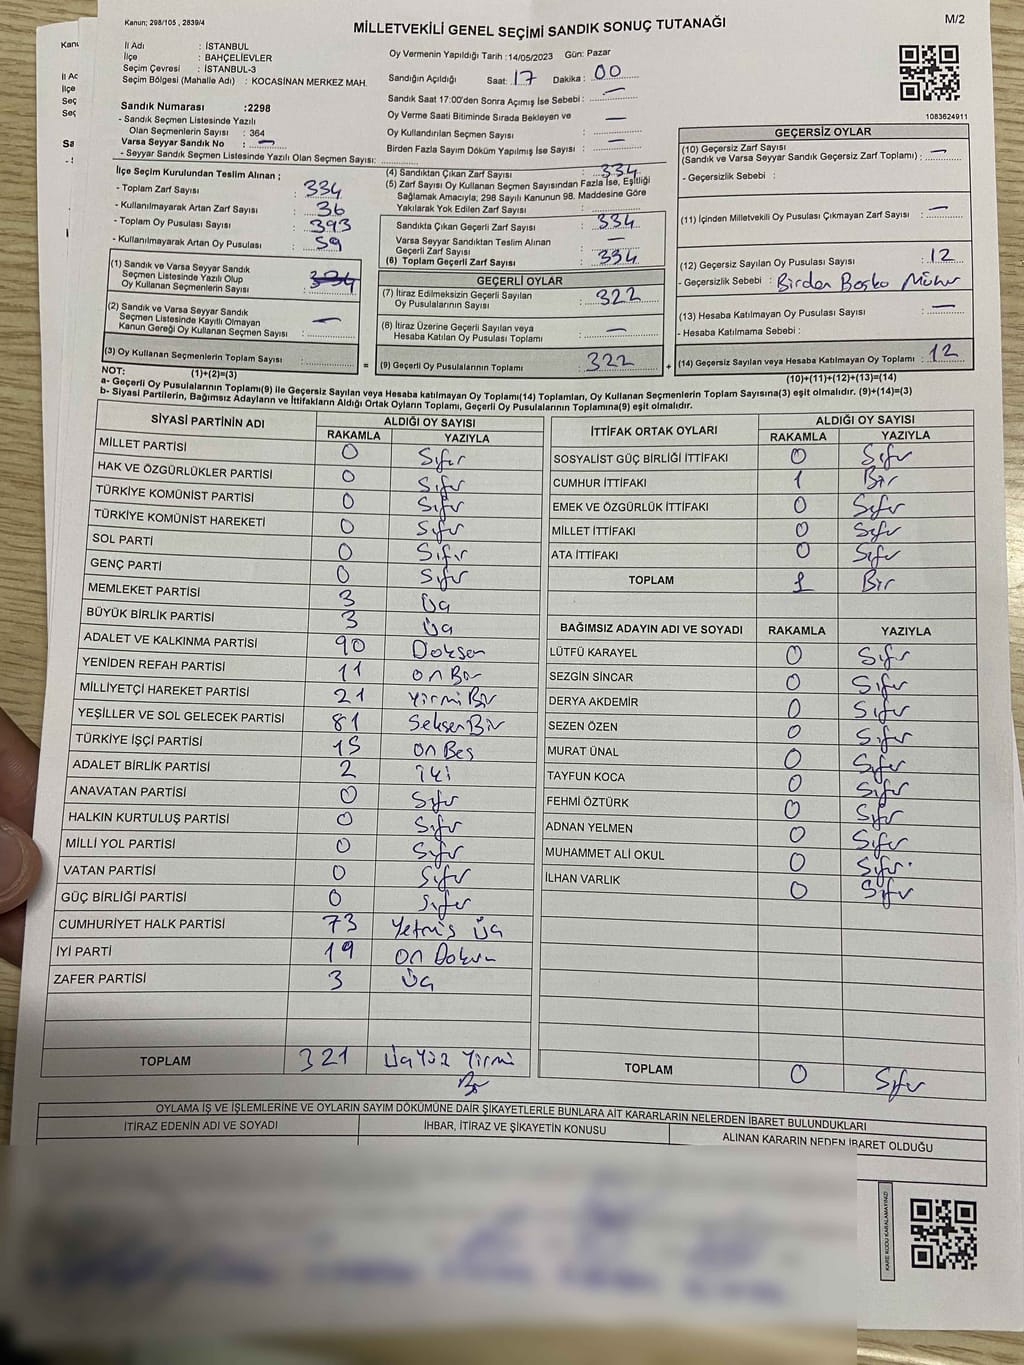 Kanun; 298/105 , 2839/4
MİLLETVEKİLİ GENEL SEÇİMİ SANDIK SONUÇ TUTANAĞI
M/2
İl Adı : İSTANBUL
İlçe : BAHÇELİEVLER
Seçim Çevresi : İSTANBUL-3
Seçim Bölgesi (Mahalle Adı) : KOCASİNAN MERKEZ MAH.
Sandık Numarası :2298
- Sandık Seçmen Listesinde Yazılı
Olan Seçmenlerin Sayısı : 364
Varsa Seyyar Sandık No : —
- Seyyar Sandık Seçmen Listesinde Yazılı Olan Seçmen Sayısı:
Oy Vermenin Yapıldığı Tarih :14/05/2023 Gün: Pazar
Sandığın Açıldığı Saat: 17 Dakika : 00
Sandık Saat 17:00'den Sonra Açımış İse Sebebi : —
Oy Verme Saati Bitiminde Sırada Bekleyen ve
Oy Kullandırılan Seçmen Sayısı : —
Birden Fazla Sayım Döküm Yapılmış İse Sayısı : —
1083624911
İlçe Seçim Kurulundan Teslim Alınan ;
- Toplam Zarf Sayısı : 334
- Kullanılmayarak Artan Zarf Sayısı : 36
- Toplam Oy Pusulası Sayısı : 393
- Kullanılmayarak Artan Oy Pusulası : 59
(1) Sandık ve Varsa Seyyar Sandık
Seçmen Listesinde Yazılı Olup
Oy Kullanan Seçmenlerin Sayısı : 334
(2) Sandık ve Varsa Seyyar Sandık
Seçmen Listesinde Kayıtlı Olmayan
Kanun Gereği Oy Kullanan Seçmen Sayısı : —
(3) Oy Kullanan Seçmenlerin Toplam Sayısı :
(1)+(2)=(3)
(4) Sandıktan Çıkan Zarf Sayısı : 334
(5) Zarf Sayısı Oy Kullanan Seçmen Sayısından Fazla İse, Eşitliği
Sağlamak Amacıyla; 298 Sayılı Kanunun 98. Maddesine Göre
Yakılarak Yok Edilen Zarf Sayısı :
Sandıkta Çıkan Geçerli Zarf Sayısı : 334
Varsa Seyyar Sandıktan Teslim Alınan
Geçerli Zarf Sayısı : —
(6) Toplam Geçerli Zarf Sayısı : 334
GEÇERLİ OYLAR
(7) İtiraz Edilmeksizin Geçerli Sayılan
Oy Pusulalarının Sayısı : 322
(8) İtiraz Üzerine Geçerli Sayılan veya
Hesaba Katılan Oy Pusulası Toplamı : —
= (9) Geçerli Oy Pusulalarının Toplamı : 322
GEÇERSİZ OYLAR
(10) Geçersiz Zarf Sayısı
(Sandık ve Varsa Seyyar Sandık Geçersiz Zarf Toplamı) : —
- Geçersizlik Sebebi :
(11) İçinden Milletvekili Oy Pusulası Çıkmayan Zarf Sayısı : —
(12) Geçersiz Sayılan Oy Pusulası Sayısı : 12
- Geçersizlik Sebebi : Birden Başka Mühür
(13) Hesaba Katılmayan Oy Pusulası Sayısı : —
- Hesaba Katılmama Sebebi :
+ (14) Geçersiz Sayılan veya Hesaba Katılmayan Oy Toplamı : 12
(10)+(11)+(12)+(13)=(14)
NOT:
a- Geçerli Oy Pusulalarının Toplamı(9) ile Geçersiz Sayılan veya Hesaba katılmayan Oy Toplamı(14) Toplamları, Oy Kullanan Seçmenlerin Toplam Sayısına(3) eşit olmalıdır. (9)+(14)=(3)
b- Siyasi Partilerin, Bağımsız Adayların ve İttifakların Aldığı Ortak Oyların Toplamı, Geçerli Oy Pusulalarının Toplamına(9) eşit olmalıdır.
SİYASİ PARTİNİN ADI ALDIĞI OY SAYISI
RAKAMLA YAZIYLA
MİLLET PARTİSİ 0 Sıfır
HAK VE ÖZGÜRLÜKLER PARTİSİ 0 Sıfır
TÜRKİYE KOMÜNİST PARTİSİ 0 Sıfır
TÜRKİYE KOMÜNİST HAREKETİ 0 Sıfır
SOL PARTİ 0 Sıfır
GENÇ PARTİ 0 Sıfır
MEMLEKET PARTİSİ 3 Üç
BÜYÜK BİRLİK PARTİSİ 3 Üç
ADALET VE KALKINMA PARTİSİ 90 Doksan
YENİDEN REFAH PARTİSİ 11 on Bir
MİLLİYETÇİ HAREKET PARTİSİ 21 Yirmi Bir
YEŞİLLER VE SOL GELECEK PARTİSİ 81 Seksen Bir
TÜRKİYE İŞÇİ PARTİSİ 15 on Beş
ADALET BİRLİK PARTİSİ 2 iki
ANAVATAN PARTİSİ 0 Sıfır
HALKIN KURTULUŞ PARTİSİ 0 Sıfır
MİLLİ YOL PARTİSİ 0 Sıfır
VATAN PARTİSİ 0 Sıfır
GÜÇ BİRLİĞİ PARTİSİ 0 Sıfır
CUMHURİYET HALK PARTİSİ 73 Yetmiş Üç
İYİ PARTİ 19 on Dokuz
ZAFER PARTİSİ 3 Üç
TOPLAM 321 Üçyüz Yirmi
Bir
İTTİFAK ORTAK OYLARI ALDIĞI OY SAYISI
RAKAMLA YAZIYLA
SOSYALİST GÜÇ BİRLİĞİ İTTİFAKI 0 Sıfır
CUMHUR İTTİFAKI 1 Bir
EMEK VE ÖZGÜRLÜK İTTİFAKI 0 Sıfır
MİLLET İTTİFAKI 0 Sıfır
ATA İTTİFAKI 0 Sıfır
TOPLAM 1 Bir
BAĞIMSIZ ADAYIN ADI VE SOYADI RAKAMLA YAZIYLA
LÜTFÜ KARAYEL 0 Sıfır
SEZGİN SİNCAR 0 Sıfır
DERYA AKDEMİR 0 Sıfır
SEZEN ÖZEN 0 Sıfır
MURAT ÜNAL 0 Sıfır
TAYFUN KOCA 0 Sıfır
FEHMİ ÖZTÜRK 0 Sıfır
ADNAN YELMEN 0 Sıfır
MUHAMMET ALİ OKUL 0 Sıfır
İLHAN VARLIK 0 Sıfır
TOPLAM 0 Sıfır
OYLAMA İŞ VE İŞLEMLERİNE VE OYLARIN SAYIM DÖKÜMÜNE DAİR ŞİKAYETLERLE BUNLARA AİT KARARLARIN NELERDEN İBARET BULUNDUKLARI
İTİRAZ EDENİN ADI VE SOYADI İHBAR, İTİRAZ VE ŞİKAYETİN KONUSU ALINAN KARARIN NEDEN İBARET OLDUĞU
KARE KODU KARALAMAYINIZ!